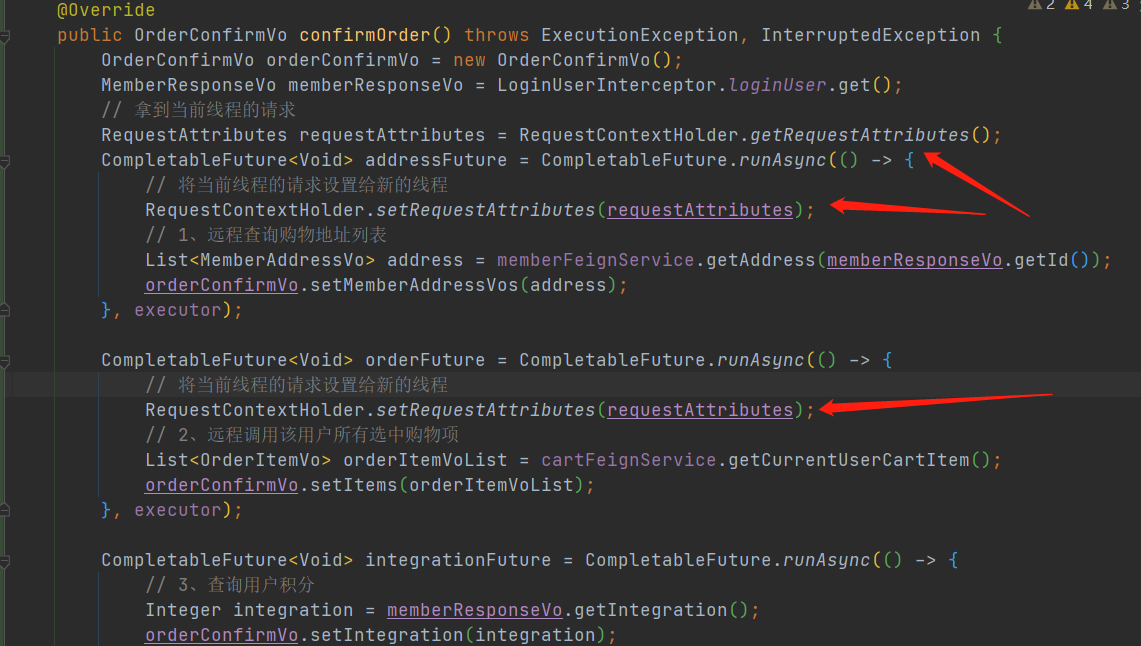 2 4 3
@Override
public OrderConfirmVo confirmOrder() throws ExecutionException, InterruptedException {
OrderConfirmVo orderConfirmVo = new OrderConfirmVo();
MemberResponseVo memberResponseVo = LoginUserInterceptor.loginUser.get();
// 拿到当前线程的请求
RequestAttributes requestAttributes = RequestContextHolder.getRequestAttributes();
CompletableFuture<Void> addressFuture = CompletableFuture.runAsync(() -> {
// 将当前线程的请求设置给新的线程
RequestContextHolder.setRequestAttributes(requestAttributes);
// 1、远程查询购物地址列表
List<MemberAddressVo> address = memberFeignService.getAddress(memberResponseVo.getId());
orderConfirmVo.setMemberAddressVos(address);
}, executor);
CompletableFuture<Void> orderFuture = CompletableFuture.runAsync(() -> {
// 将当前线程的请求设置给新的线程
RequestContextHolder.setRequestAttributes(requestAttributes);
// 2、远程调用该用户所有选中购物项
List<OrderItemVo> orderItemVoList = cartFeignService.getCurrentUserCartItem();
orderConfirmVo.setItems(orderItemVoList);
}, executor);
CompletableFuture<Void> integrationFuture = CompletableFuture.runAsync(() -> {
// 3、查询用户积分
Integer integration = memberResponseVo.getIntegration();
orderConfirmVo.setIntegration(integration);